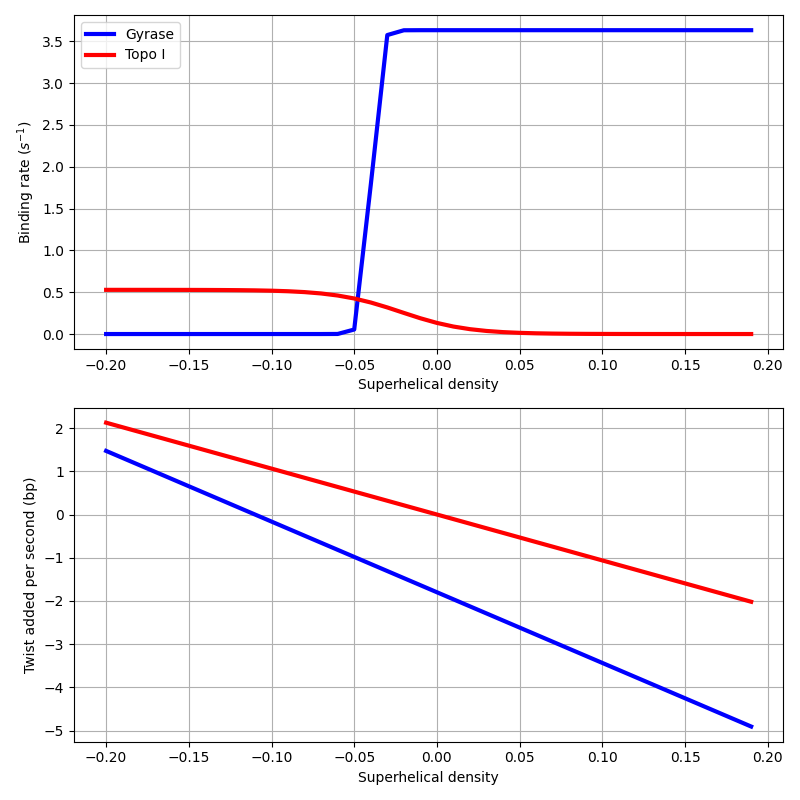 Gyrase
Topo I
Binding rate (s⁻¹)
3.5
3.0
2.5
2.0
1.5
1.0
0.5
0.0
−0.20 −0.15 −0.10 −0.05 0.00 0.05 0.10 0.15 0.20
Superhelical density
Twist added per second (bp)
2
1
0
−1
−2
−3
−4
−5
−0.20 −0.15 −0.10 −0.05 0.00 0.05 0.10 0.15 0.20
Superhelical density